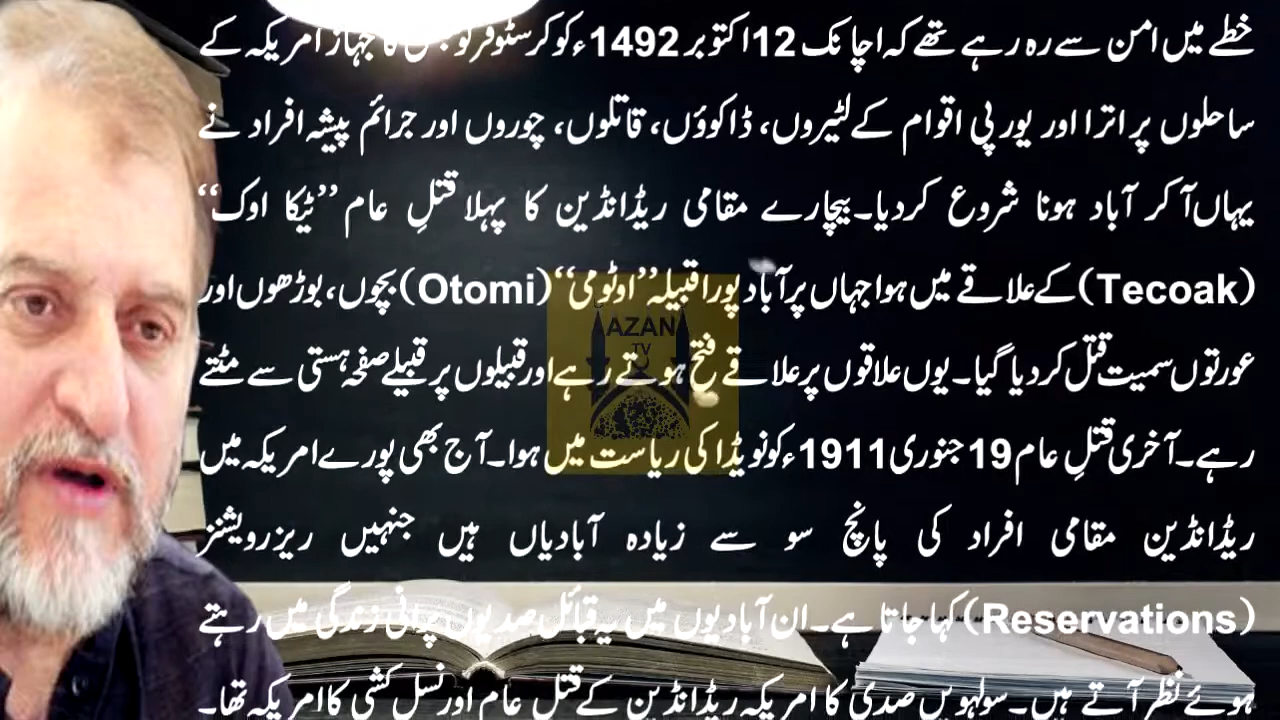 خطے میں امن سے رہ رہے تھے کہ اچانک 12 اکتوبر 1492ء کو کرسٹوفر کولمبس کا جہاز امریکہ کے
ساحلوں پر اترا اور یورپی اقوام کے لٹیروں، ڈاکوؤں، قاتلوں، چوروں اور جرائم پیشہ افراد نے
یہاں آکر آباد ہونا شروع کردیا۔ بیچارے مقامی ریڈانڈین کا پہلا قتلِ عام ’’ٹیکا اوک‘‘
(Tecoak) کے علاقے میں ہوا جہاں پر آباد پورا قبیلہ ’’اوٹومی‘‘ (Otomi) بچوں، بوڑھوں اور
عورتوں سمیت قتل کردیا گیا۔ یوں علاقوں پر علاقے فتح ہوتے رہے اور قبیلوں پر قبیلے صفحہ ہستی سے مٹتے
رہے۔ آخری قتلِ عام 19 جنوری 1911ء کو نویڈا کی ریاست میں ہوا۔ آج بھی پورے امریکہ میں
ریڈانڈین مقامی افراد کی پانچ سو سے زیادہ آبادیاں ہیں جنہیں ریزرویشنز
(Reservations) کہا جاتا ہے۔ ان آبادیوں میں یہ قبائل صدیوں پرانی زندگی میں رہتے
ہوئے نظر آتے ہیں۔ سولہویں صدی کا امریکہ ریڈانڈین کے قتلِ عام اور نسل کشی کا امریکہ تھا۔
AZAN
TV